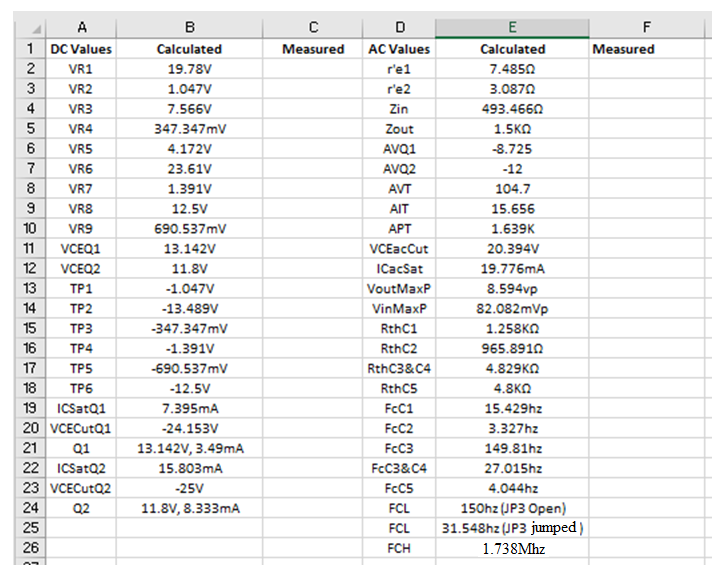 A B C D E F
1 DC Values Calculated Measured AC Values Calculated Measured
2 VR1 19.78V r'e1 7.485Ω
3 VR2 1.047V r'e2 3.087Ω
4 VR3 7.566V Zin 493.466Ω
5 VR4 347.347mV Zout 1.5KΩ
6 VR5 4.172V AVQ1 -8.725
7 VR6 23.61V AVQ2 -12
8 VR7 1.391V AVT 104.7
9 VR8 12.5V AIT 15.656
10 VR9 690.537mV APT 1.639K
11 VCEQ1 13.142V VCEacCut 20.394V
12 VCEQ2 11.8V ICacSat 19.776mA
13 TP1 -1.047V VoutMaxP 8.594vp
14 TP2 -13.489V VinMaxP 82.082mVp
15 TP3 -347.347mV RthC1 1.258KΩ
16 TP4 -1.391V RthC2 965.891Ω
17 TP5 -690.537mV RthC3&C4 4.829KΩ
18 TP6 -12.5V RthC5 4.8KΩ
19 ICSatQ1 7.395mA FcC1 15.429hz
20 VCECutQ1 -24.153V FcC2 3.327hz
21 Q1 13.142V, 3.49mA FcC3 149.81hz
22 ICSatQ2 15.803mA FcC3&C4 27.015hz
23 VCECutQ2 -25V FcC5 4.044hz
24 Q2 11.8V, 8.333mA FCL 150hz (JP3 Open)
25 FCL 31.548hz (JP3 jumped )
26 FCH 1.738Mhz